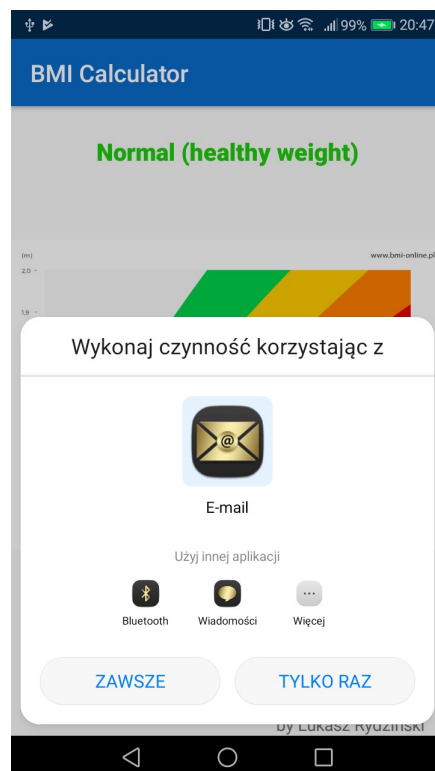 99% 20:47
BMI Calculator
Normal (healthy weight)
(m)
www.bmi-online.pl
2.0
1.9
Wykonaj czynność korzystając z
@
E-mail
Użyj innej aplikacji
Bluetooth Wiadomości Więcej
ZAWSZE TYLKO RAZ
by Łukasz Rydziński